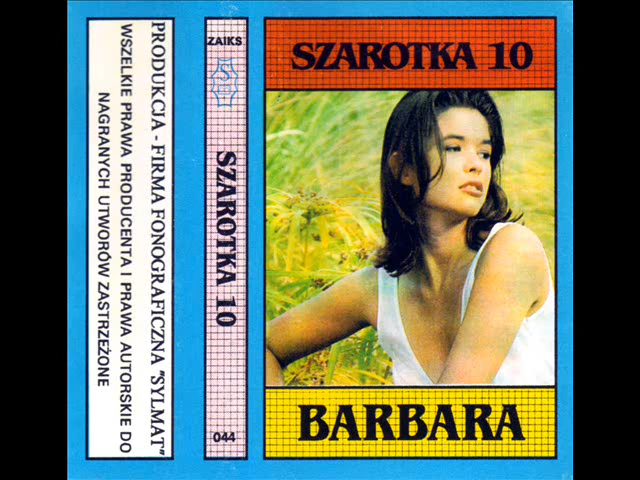 PRODUKCJA - FIRMA FONOGRAFICZNA "SYLMAT"
WSZELKIE PRAWA PRODUCENTA I PRAWA AUTORSKIE DO
NAGRANYCH UTWORÓW ZASTRZEŻONE
ZAIKS
S
SZAROTKA 10
044
SZAROTKA 10
BARBARA